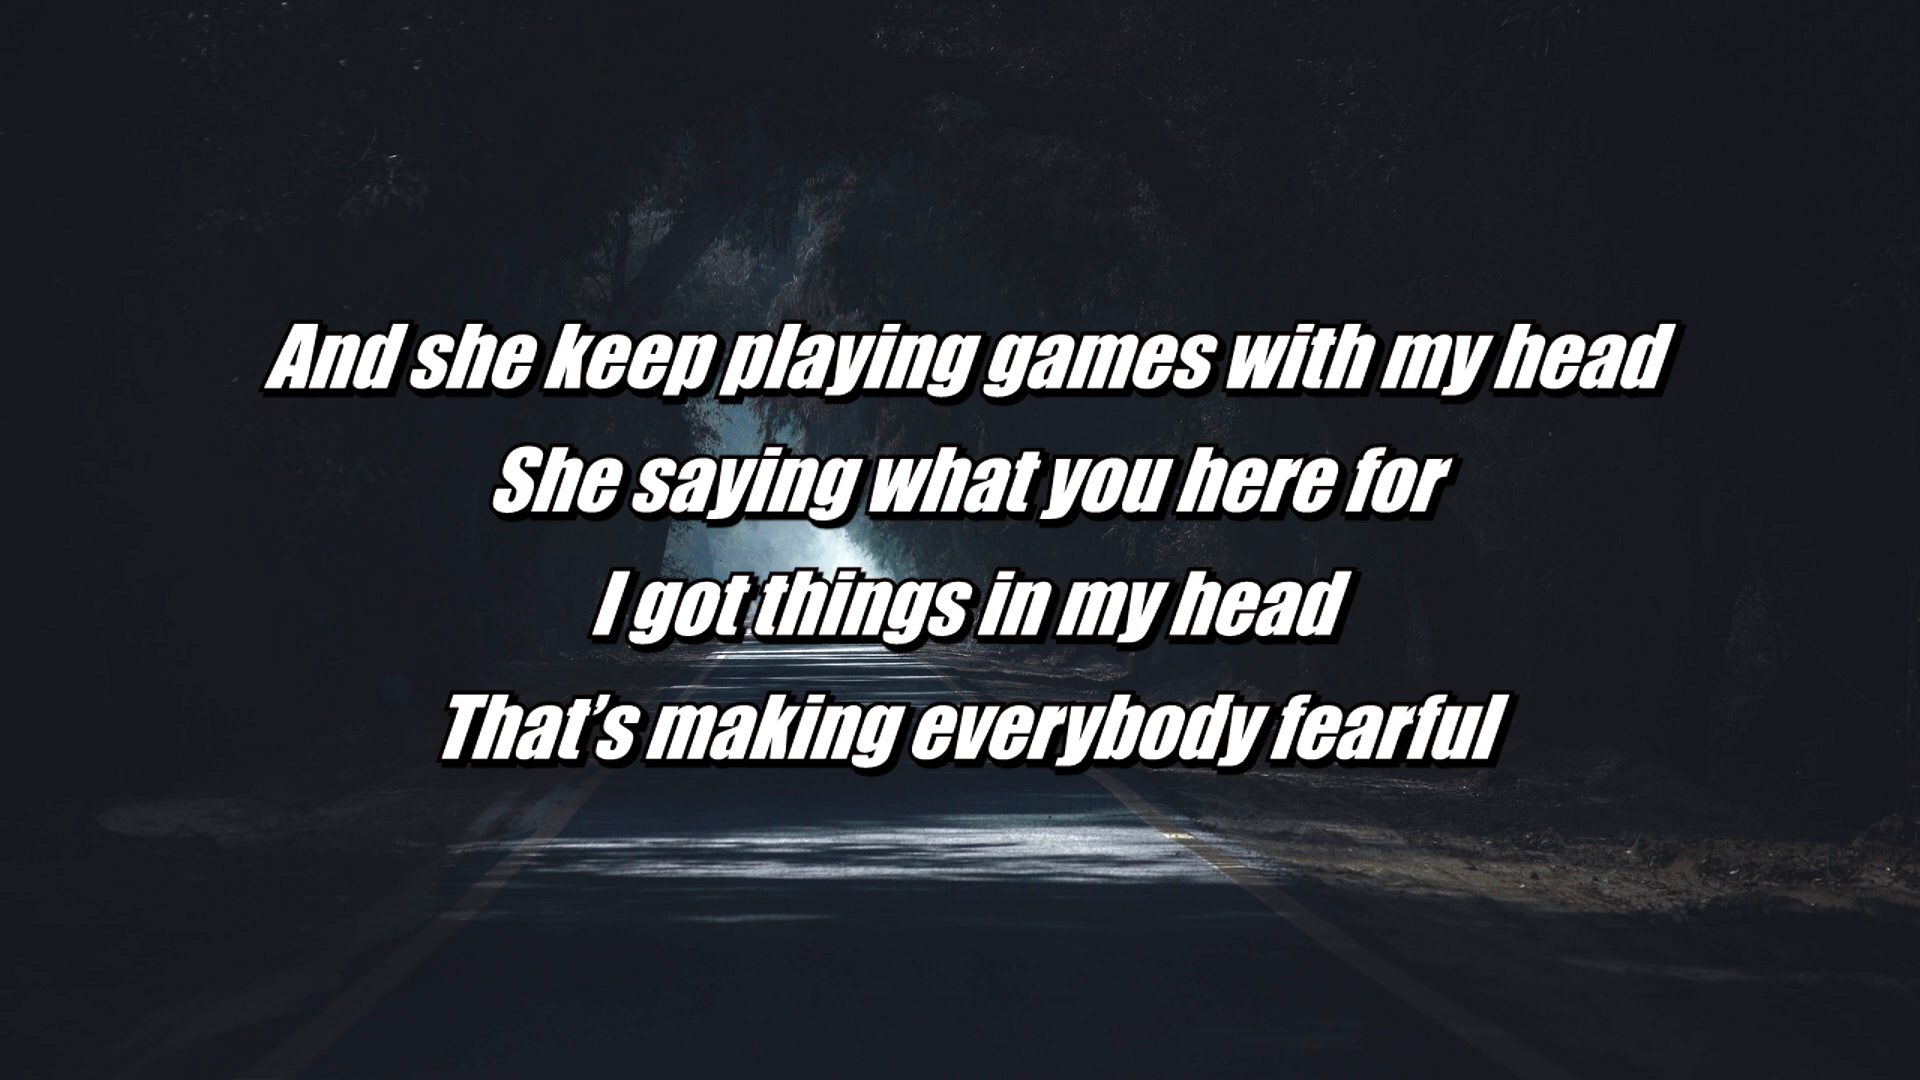 And she keep playing games with my head
She saying what you here for
I got things in my head
That’s making everybody fearful